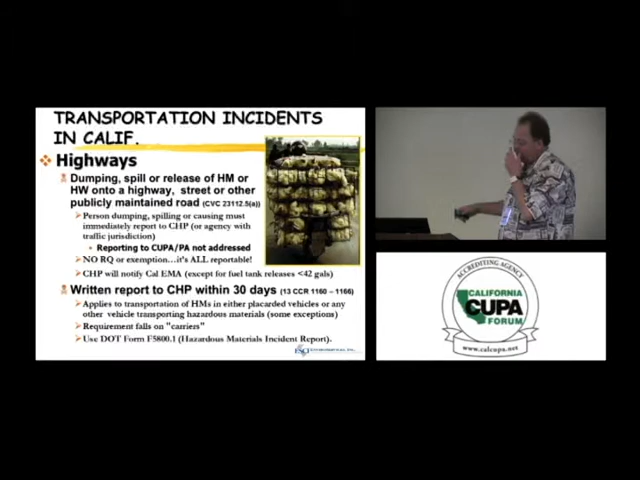 TRANSPORTATION INCIDENTS
IN CALIF.
Highways
Dumping, spill or release of HM or
HW onto a highway, street or other
publicly maintained road (CVC 23112.5(a))
Person dumping, spilling or causing must
immediately report to CHP (or agency with
traffic jurisdiction)
Reporting to CUPA/PA not addressed
NO RQ or exemption...it's ALL reportable!
CHP will notify Cal EMA (except for fuel tank releases <42 gals)
Written report to CHP within 30 days (13 CCR 1160 – 1166)
Applies to transportation of HMs in either placarded vehicles or any
other vehicle transporting hazardous materials (some exceptions)
Requirement falls on "carriers"
Use DOT Form F5800.1 (Hazardous Materials Incident Report).
ACCREDITING AGENCY
CALIFORNIA
CUPA
FORUM
www.calcupa.net